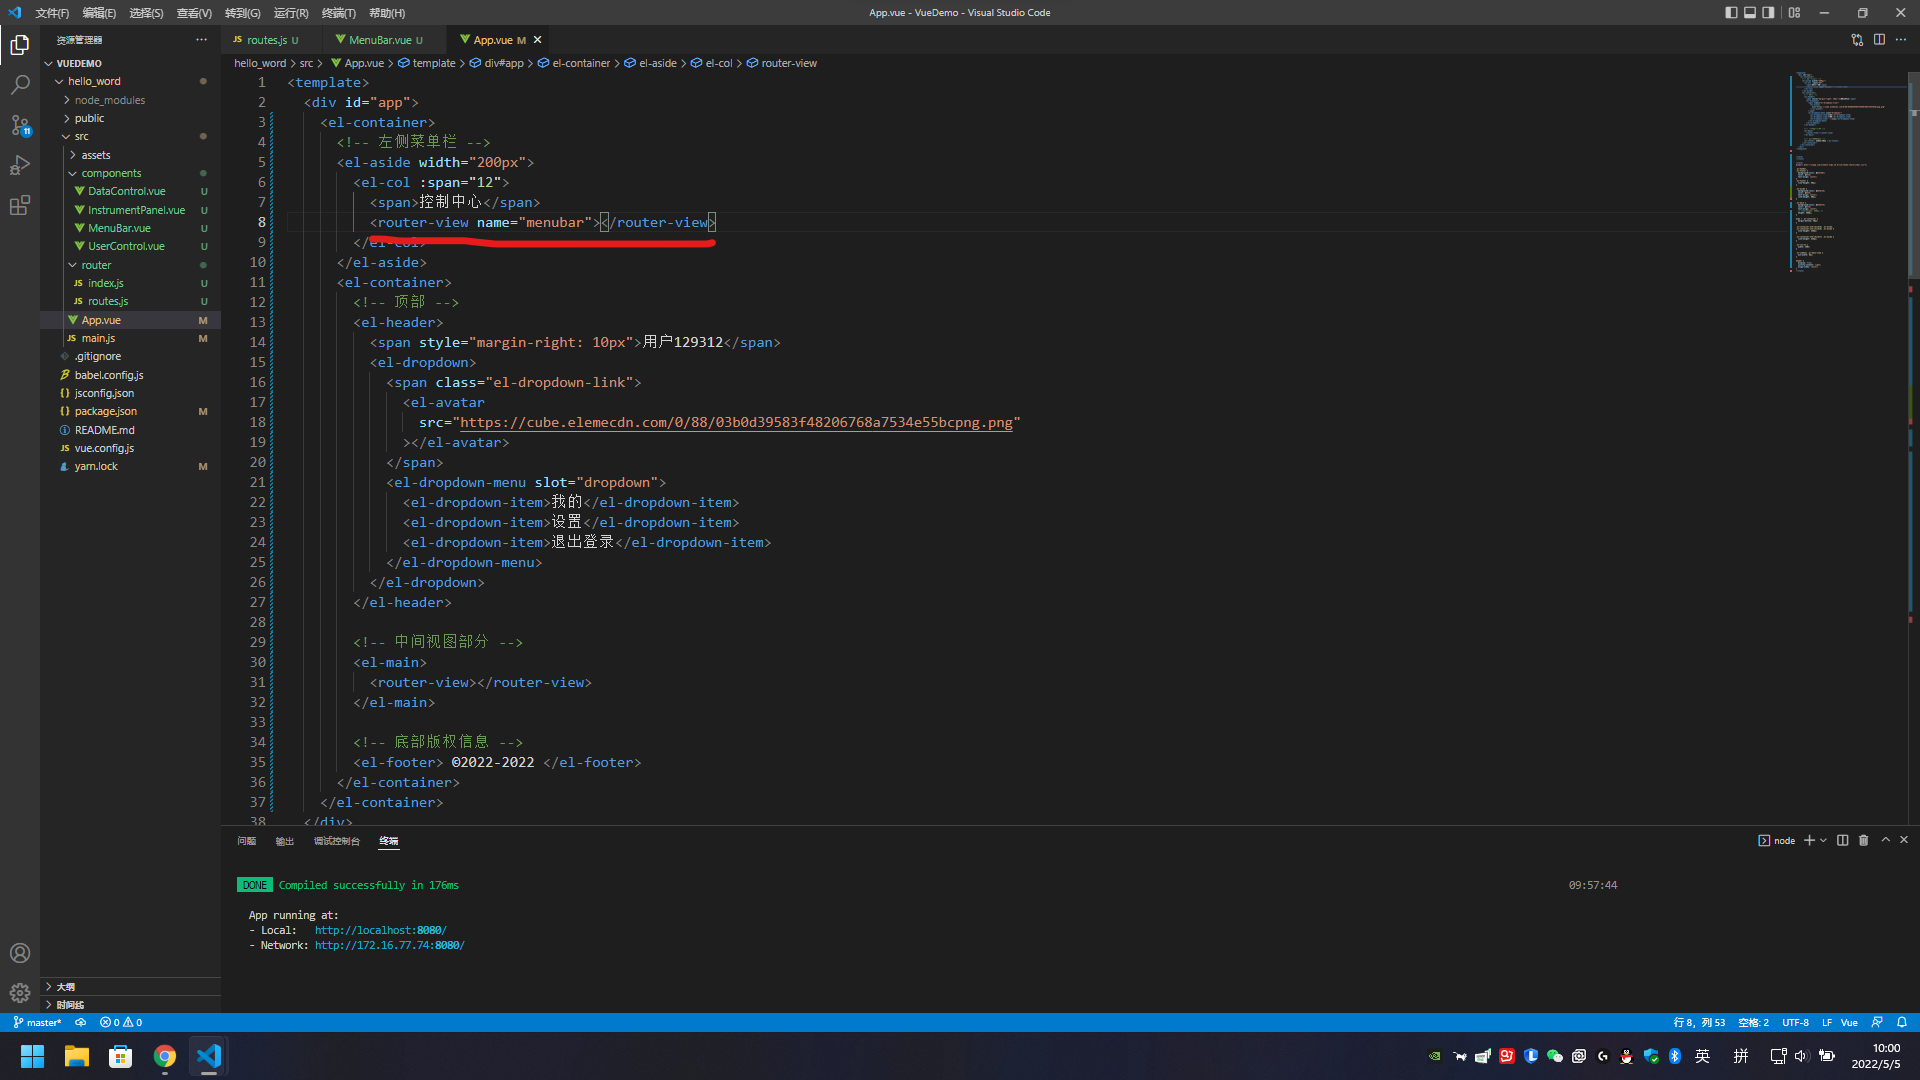 文件(F) 编辑(E) 选择(S) 查看(V) 转到(G) 运行(R) 终端(T) 帮助(H)
App.vue - VueDemo - Visual Studio Code
资源管理器
routes.js U
MenuBar.vue U
App.vue M
hello_word > src > App.vue > template > div#app > el-container > el-aside > el-col > router-view
VUEDEMO
hello_word
node_modules
public
src
assets
components
DataControl.vue U
InstrumentPanel.vue U
MenuBar.vue U
UserControl.vue U
router
index.js U
routes.js U
App.vue M
main.js M
.gitignore
babel.config.js
jsconfig.json
package.json M
README.md
vue.config.js
yarn.lock M
大纲
时间线
11
1 <template>
2 <div id="app">
3 <el-container>
4 <!-- 左侧菜单栏 -->
5 <el-aside width="200px">
6 <el-col :span="12">
7 <span>控制中心</span>
8 <router-view name="menubar"></router-view>
9 </el-col>
10 </el-aside>
11 <el-container>
12 <!-- 顶部 -->
13 <el-header>
14 <span style="margin-right: 10px">用户129312</span>
15 <el-dropdown>
16 <span class="el-dropdown-link">
17 <el-avatar
18 src="https://cube.elemecdn.com/0/88/03b0d39583f48206768a7534e55bcpng.png"
19 ></el-avatar>
20 </span>
21 <el-dropdown-menu slot="dropdown">
22 <el-dropdown-item>我的</el-dropdown-item>
23 <el-dropdown-item>设置</el-dropdown-item>
24 <el-dropdown-item>退出登录</el-dropdown-item>
25 </el-dropdown-menu>
26 </el-dropdown>
27 </el-header>
28
29 <!-- 中间视图部分 -->
30 <el-main>
31 <router-view></router-view>
32 </el-main>
33
34 <!-- 底部版权信息 -->
35 <el-footer> ©2022-2022 </el-footer>
36 </el-container>
37 </el-container>
38 </div>
问题 输出 调试控制台 终端
node
DONE Compiled successfully in 176ms 09:57:44
App running at:
- Local: http://localhost:8080/
- Network: http://172.16.77.74:8080/
master* 0 0 行 8，列 53 空格: 2 UTF-8 LF Vue
英 拼
10:00
2022/5/5